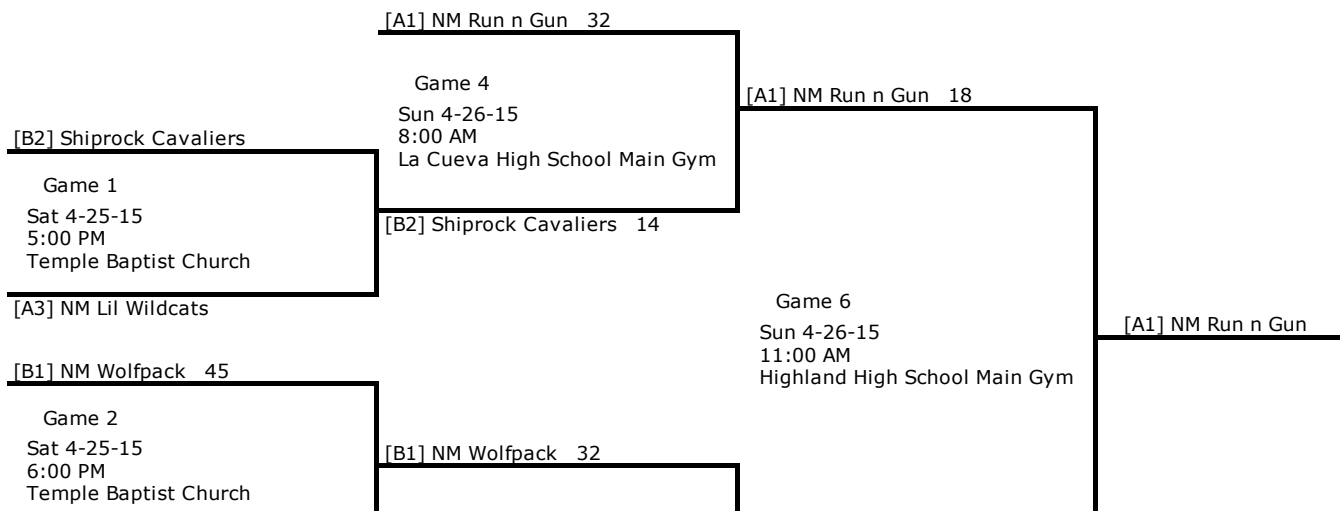 [A1] NM Run n Gun 32
Game 4
Sun 4-26-15
8:00 AM
La Cueva High School Main Gym
[A1] NM Run n Gun 18
[B2] Shiprock Cavaliers
Game 1
Sat 4-25-15
5:00 PM
Temple Baptist Church
[B2] Shiprock Cavaliers 14
[A3] NM Lil Wildcats
Game 6
Sun 4-26-15
11:00 AM
Highland High School Main Gym
[A1] NM Run n Gun
[B1] NM Wolfpack 45
Game 2
Sat 4-25-15
6:00 PM
Temple Baptist Church
[B1] NM Wolfpack 32